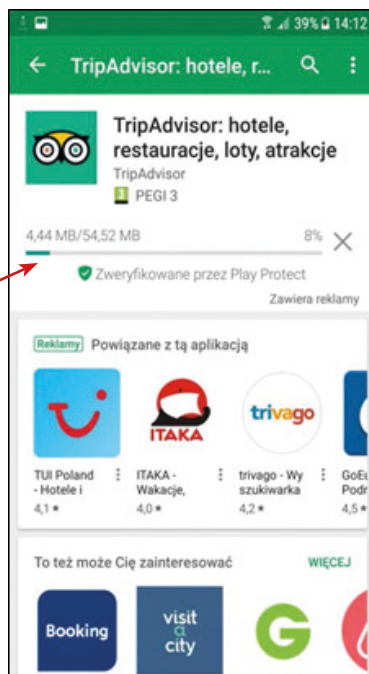 39% 14:12
TripAdvisor: hotele, r...
TripAdvisor: hotele,
restauracje, loty, atrakcje
TripAdvisor
3 PEGI 3
4,44 MB/54,52 MB 8%
Zweryfikowane przez Play Protect
Zawiera reklamy
Reklamy Powiązane z tą aplikacją
ITAKA
trivago
TUI Poland
- Hotele i
4,1 ★
ITAKA -
Wakacje,
4,0 ★
trivago - Wy
szukiwarka
4,2 ★
GoEu
Podr
4,5 ★
To też może Cię zainteresować WIĘCEJ
Booking
visit
a
city
G